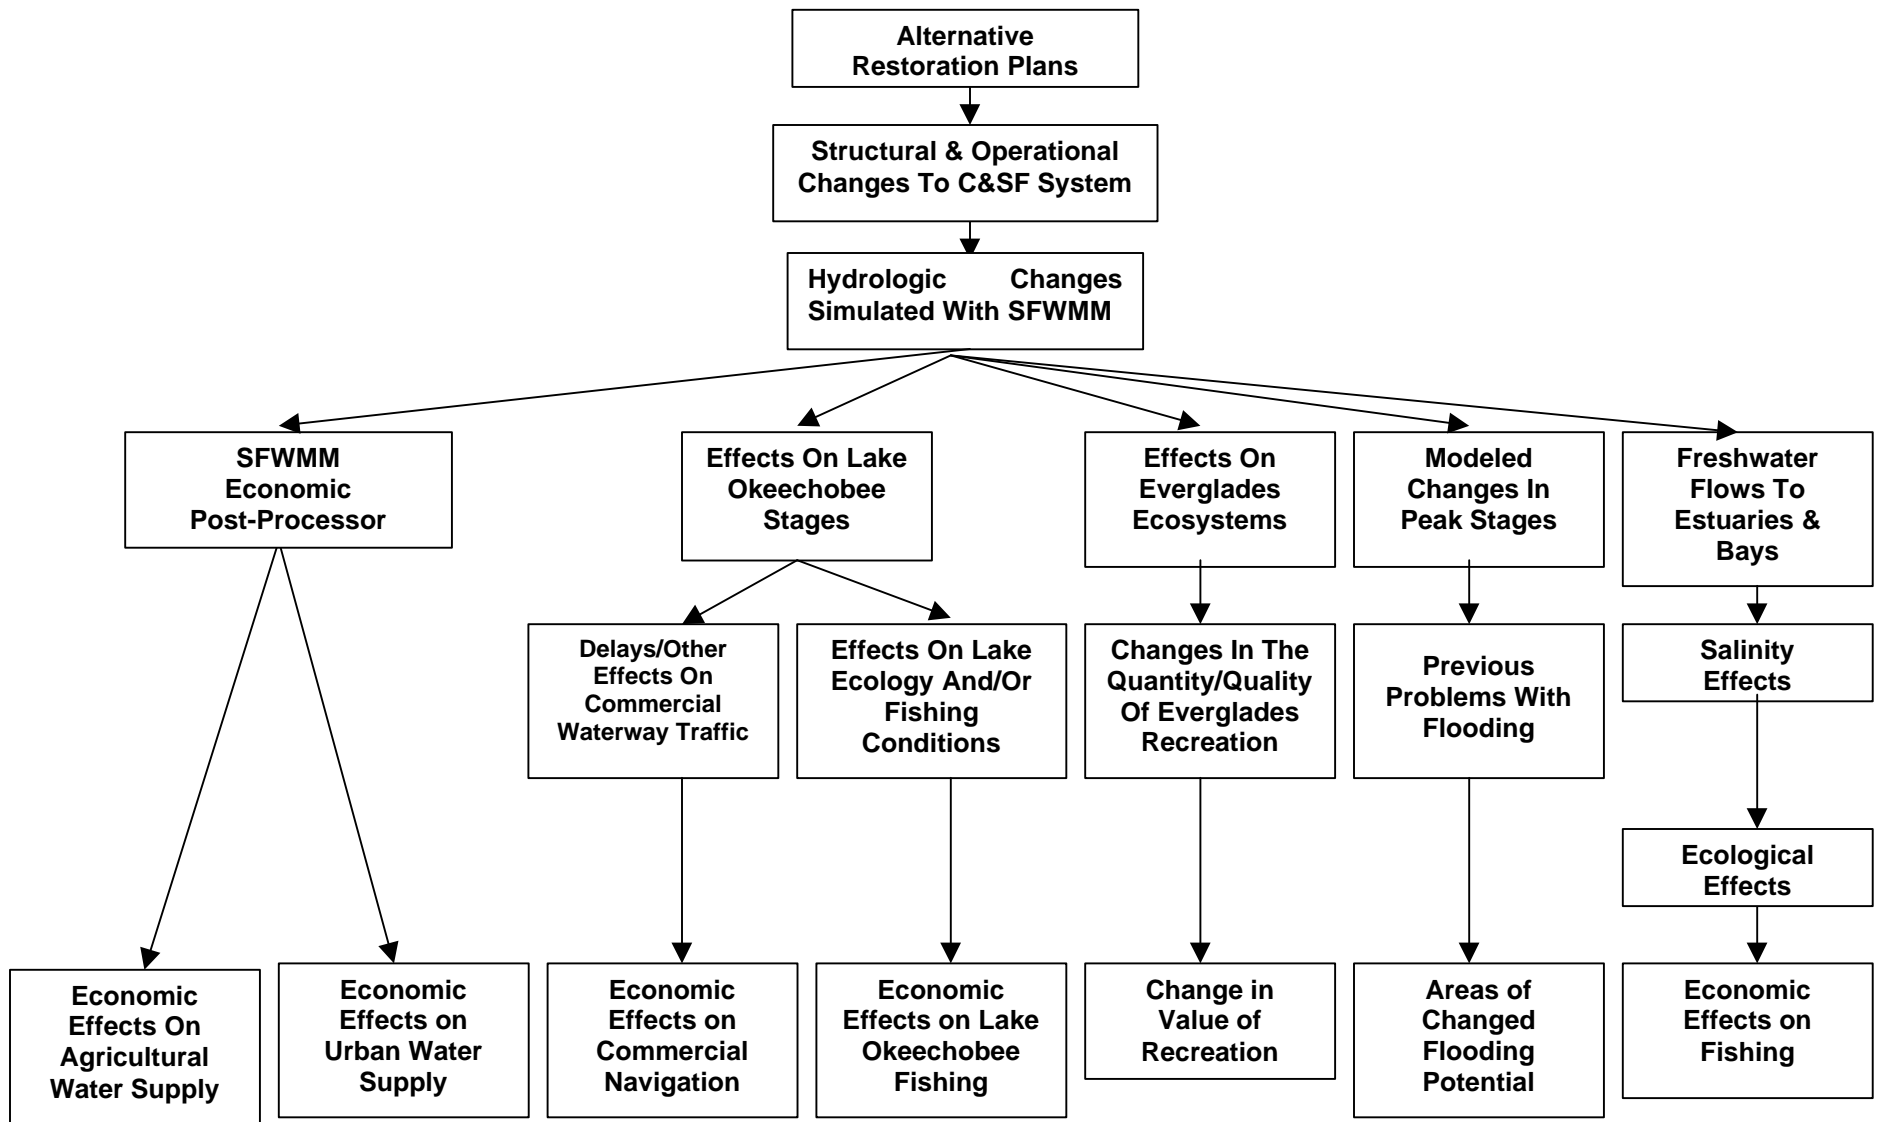 Alternative
Restoration Plans
Structural & Operational
Changes To C&SF System
Hydrologic Changes
Simulated With SFWMM
SFWMM
Economic
Post-Processor
Effects On Lake
Okeechobee
Stages
Effects On
Everglades
Ecosystems
Modeled
Changes In
Peak Stages
Freshwater
Flows To
Estuaries &
Bays
Delays/Other
Effects On
Commercial
Waterway Traffic
Effects On Lake
Ecology And/Or
Fishing
Conditions
Changes In The
Quantity/Quality
Of Everglades
Recreation
Previous
Problems With
Flooding
Salinity
Effects
Ecological
Effects
Economic
Effects On
Agricultural
Water Supply
Economic
Effects on
Urban Water
Supply
Economic
Effects on
Commercial
Navigation
Economic
Effects on Lake
Okeechobee
Fishing
Change in
Value of
Recreation
Areas of
Changed
Flooding
Potential
Economic
Effects on
Fishing